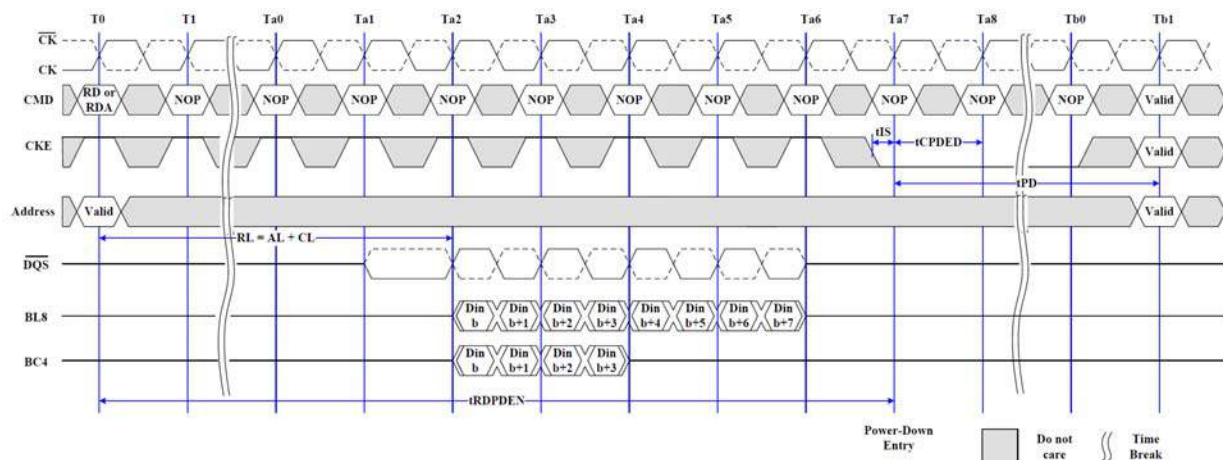 T0 T1 Ta0 Ta1 Ta2 Ta3 Ta4 Ta5 Ta6 Ta7 Ta8 Tb0 Tb1
CK
CK
CMD RD or RDA NOP NOP NOP NOP NOP NOP NOP NOP NOP NOP NOP Valid
CKE tIS tCPDED Valid
tPD
Address Valid Valid
RL = AL + CL
DQS
BL8 Din b Din b+1 Din b+2 Din b+3 Din b+4 Din b+5 Din b+6 Din b+7
BC4 Din b Din b+1 Din b+2 Din b+3
tRDPDEN
Power-Down Entry
Do not care
Time Break